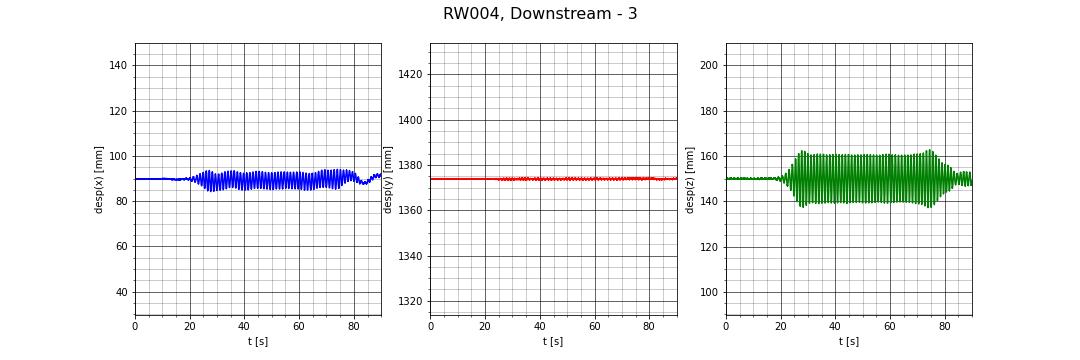 RW004, Downstream - 3
desp(x) [mm]
140
120
100
80
60
40
0 20 40 60 80
t [s]
desp(y) [mm]
1420
1400
1380
1360
1340
1320
0 20 40 60 80
t [s]
desp(z) [mm]
200
180
160
140
120
100
0 20 40 60 80
t [s]